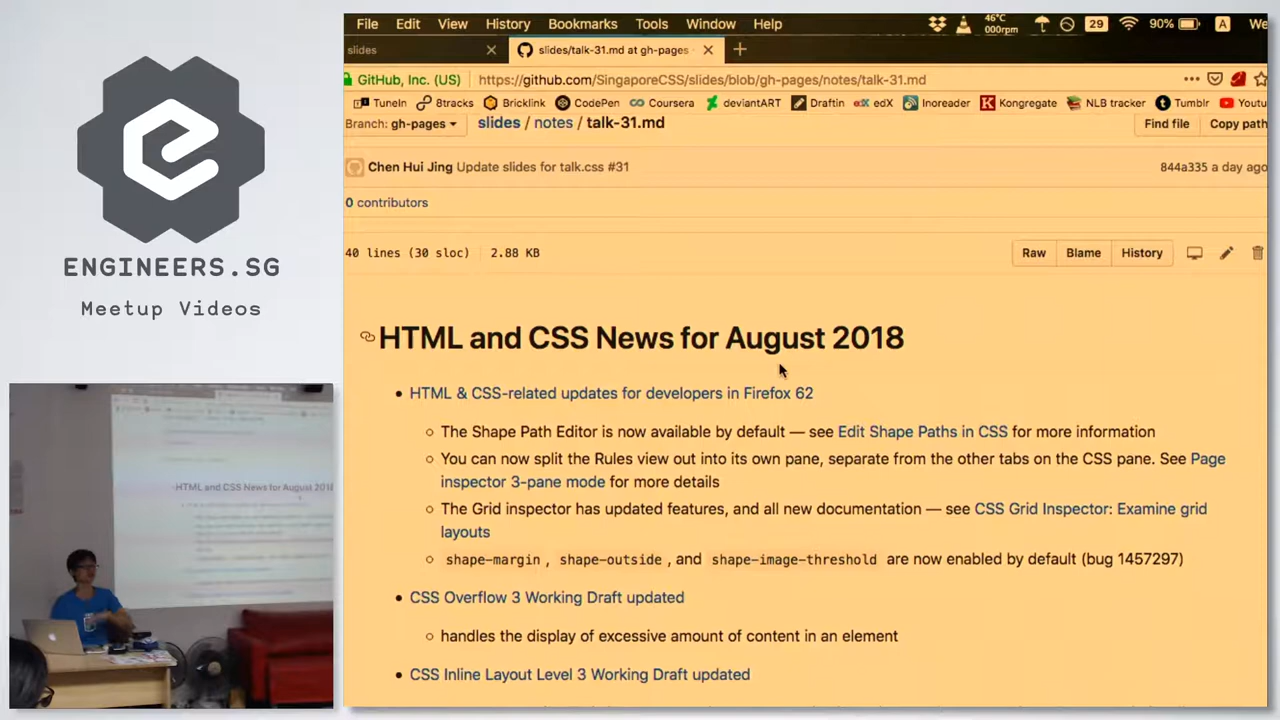 ENGINEERS.SG
Meetup Videos
File Edit View History Bookmarks Tools Window Help 46°C 000rpm 29 90% A We
slides
slides/talk-31.md at gh-pages
GitHub, Inc. (US) https://github.com/SingaporeCSS/slides/blob/gh-pages/notes/talk-31.md
TuneIn 8tracks Bricklink CodePen Coursera deviantART Draftin edX Inoreader Kongregate NLB tracker Tumblr Youtu
Branch: gh-pages slides / notes / talk-31.md Find file Copy path
Chen Hui Jing Update slides for talk.css #31 844a335 a day ago
0 contributors
40 lines (30 sloc) 2.88 KB Raw Blame History
HTML and CSS News for August 2018
HTML & CSS-related updates for developers in Firefox 62
The Shape Path Editor is now available by default — see Edit Shape Paths in CSS for more information
You can now split the Rules view out into its own pane, separate from the other tabs on the CSS pane. See Page
inspector 3-pane mode for more details
The Grid inspector has updated features, and all new documentation — see CSS Grid Inspector: Examine grid
layouts
shape-margin , shape-outside , and shape-image-threshold are now enabled by default (bug 1457297)
CSS Overflow 3 Working Draft updated
handles the display of excessive amount of content in an element
CSS Inline Layout Level 3 Working Draft updated
HTML and CSS News for August 201